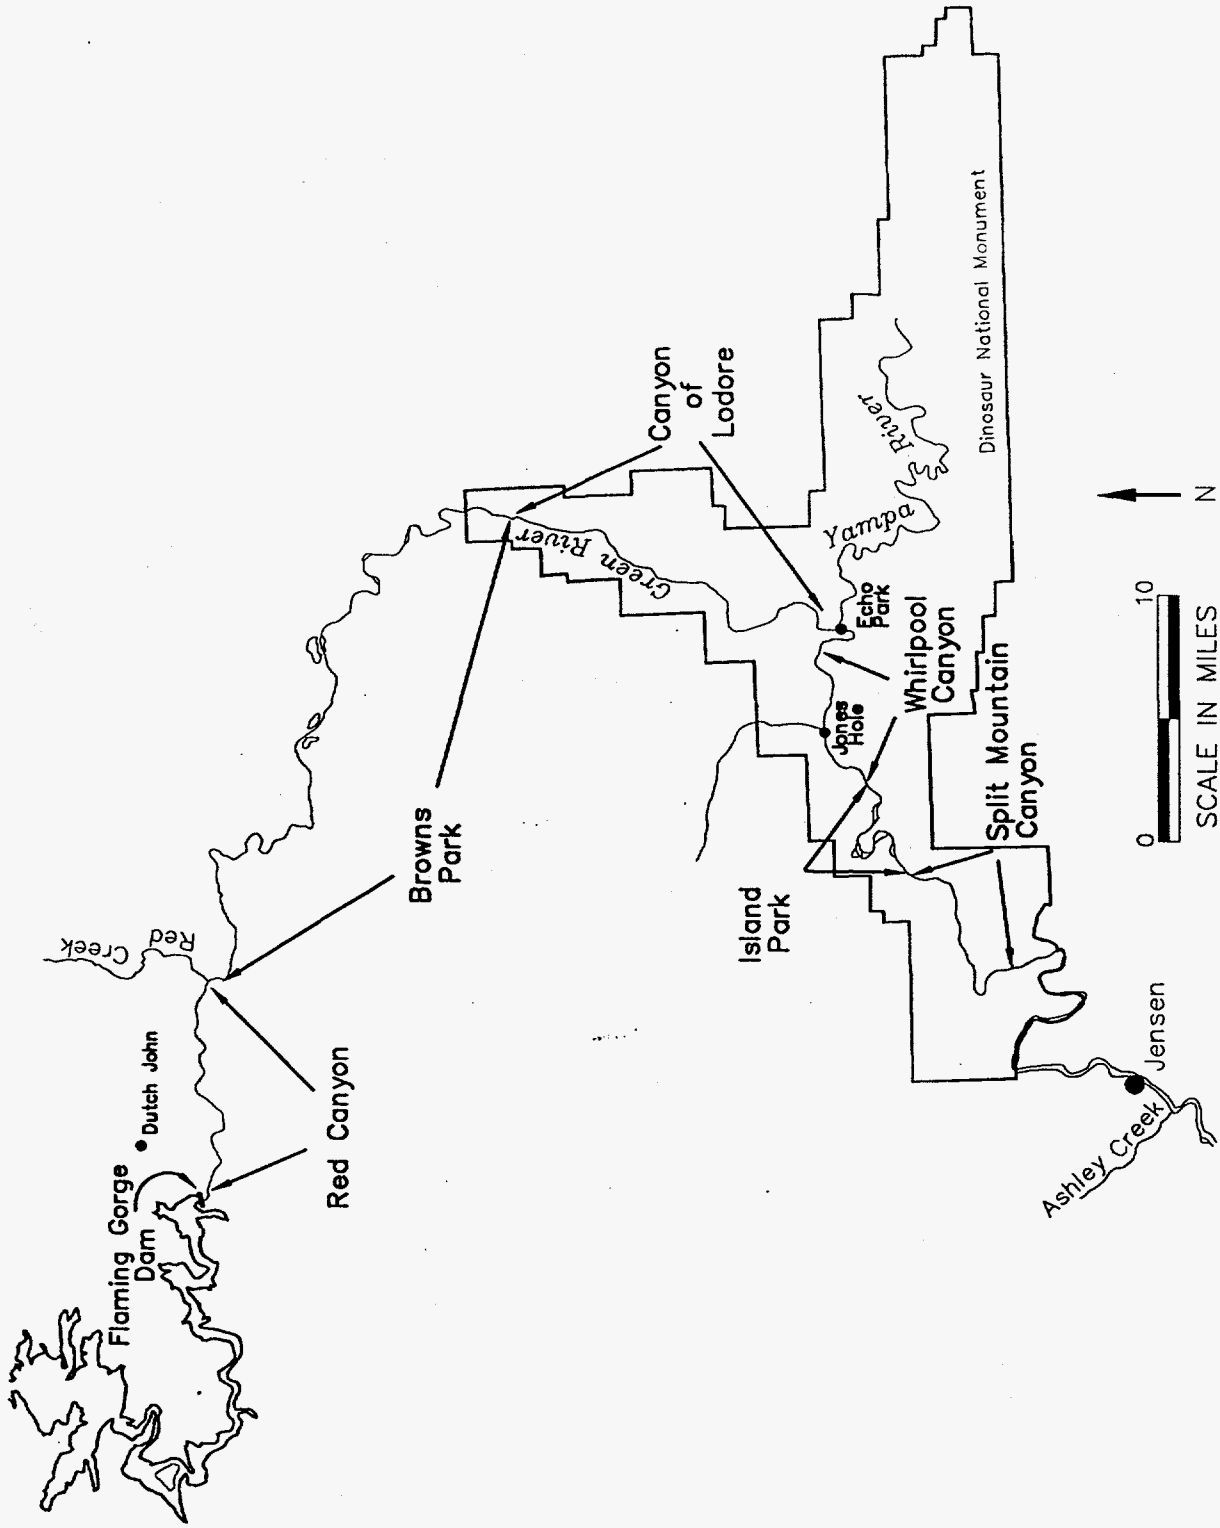 Flaming Gorge
Dam
Dutch John
Red
Creek
Red Canyon
Browns
Park
Green River
Canyon
of
Lodore
Yampa River
Echo
Park
Whirlpool
Canyon
Jones
Hole
Island
Park
Split Mountain
Canyon
Dinosaur National Monument
Jensen
Ashley Creek
N
0 10
SCALE IN MILES